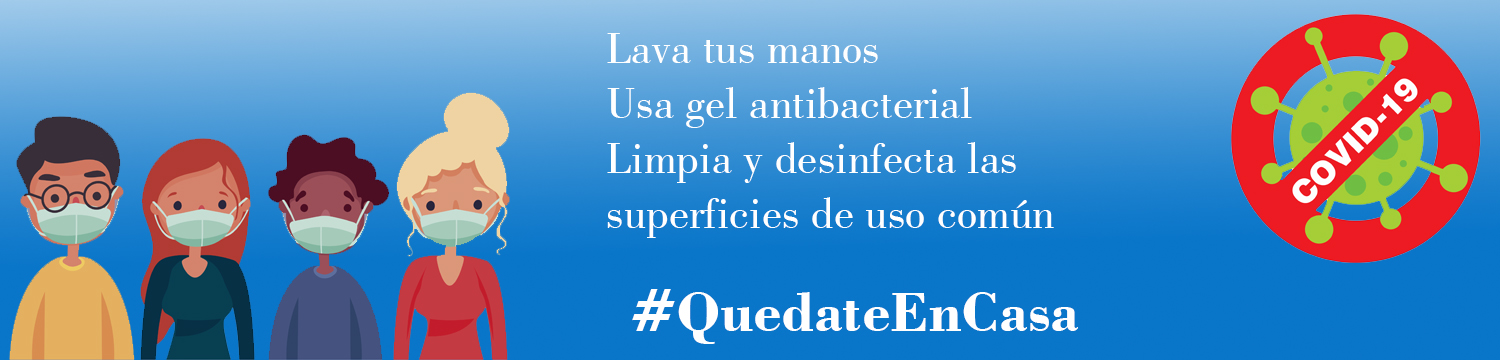 Lava tus manos
Usa gel antibacterial
Limpia y desinfecta las
superficies de uso común
#QuedateEnCasa
COVID-19